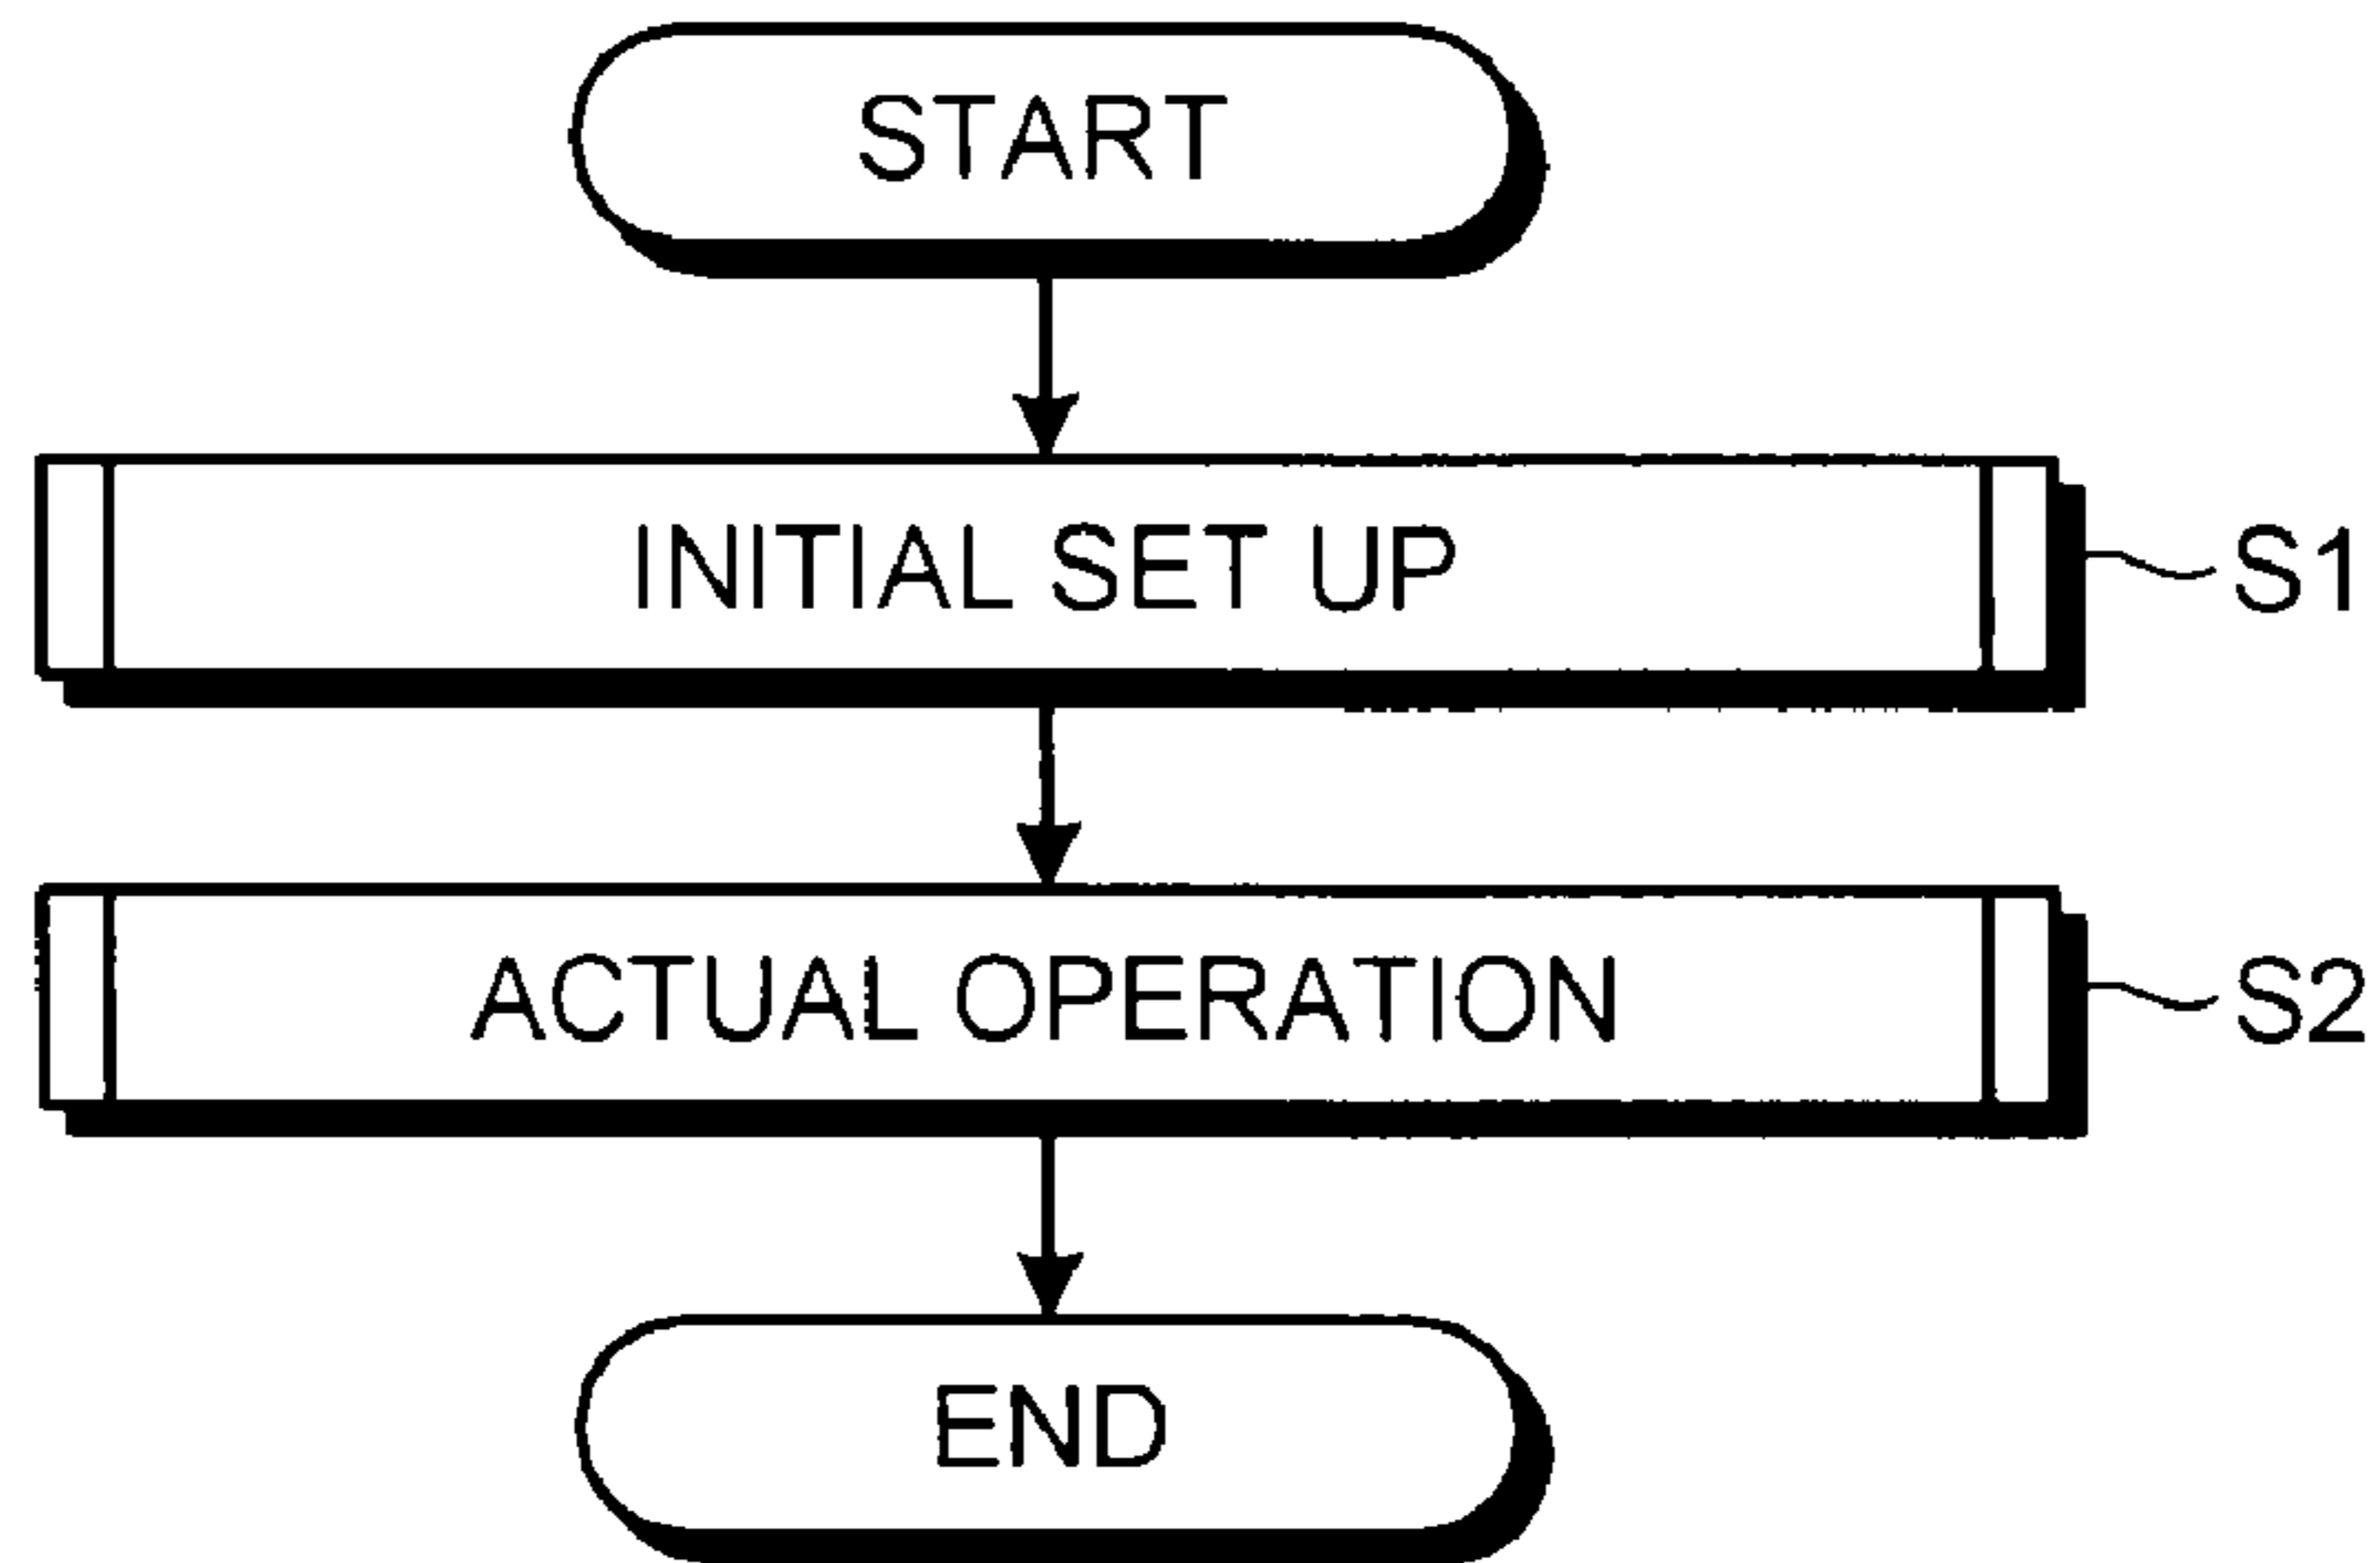 START
INITIAL SET UP
S1
ACTUAL OPERATION
S2
END